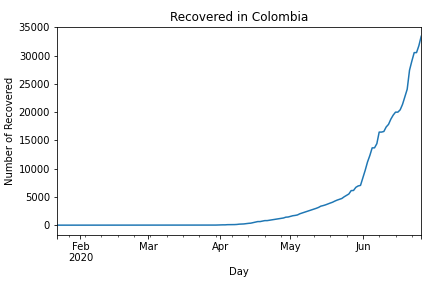 Recovered in Colombia
Number of Recovered
35000
30000
25000
20000
15000
10000
5000
0
Feb
2020
Mar
Apr
May
Jun
Day